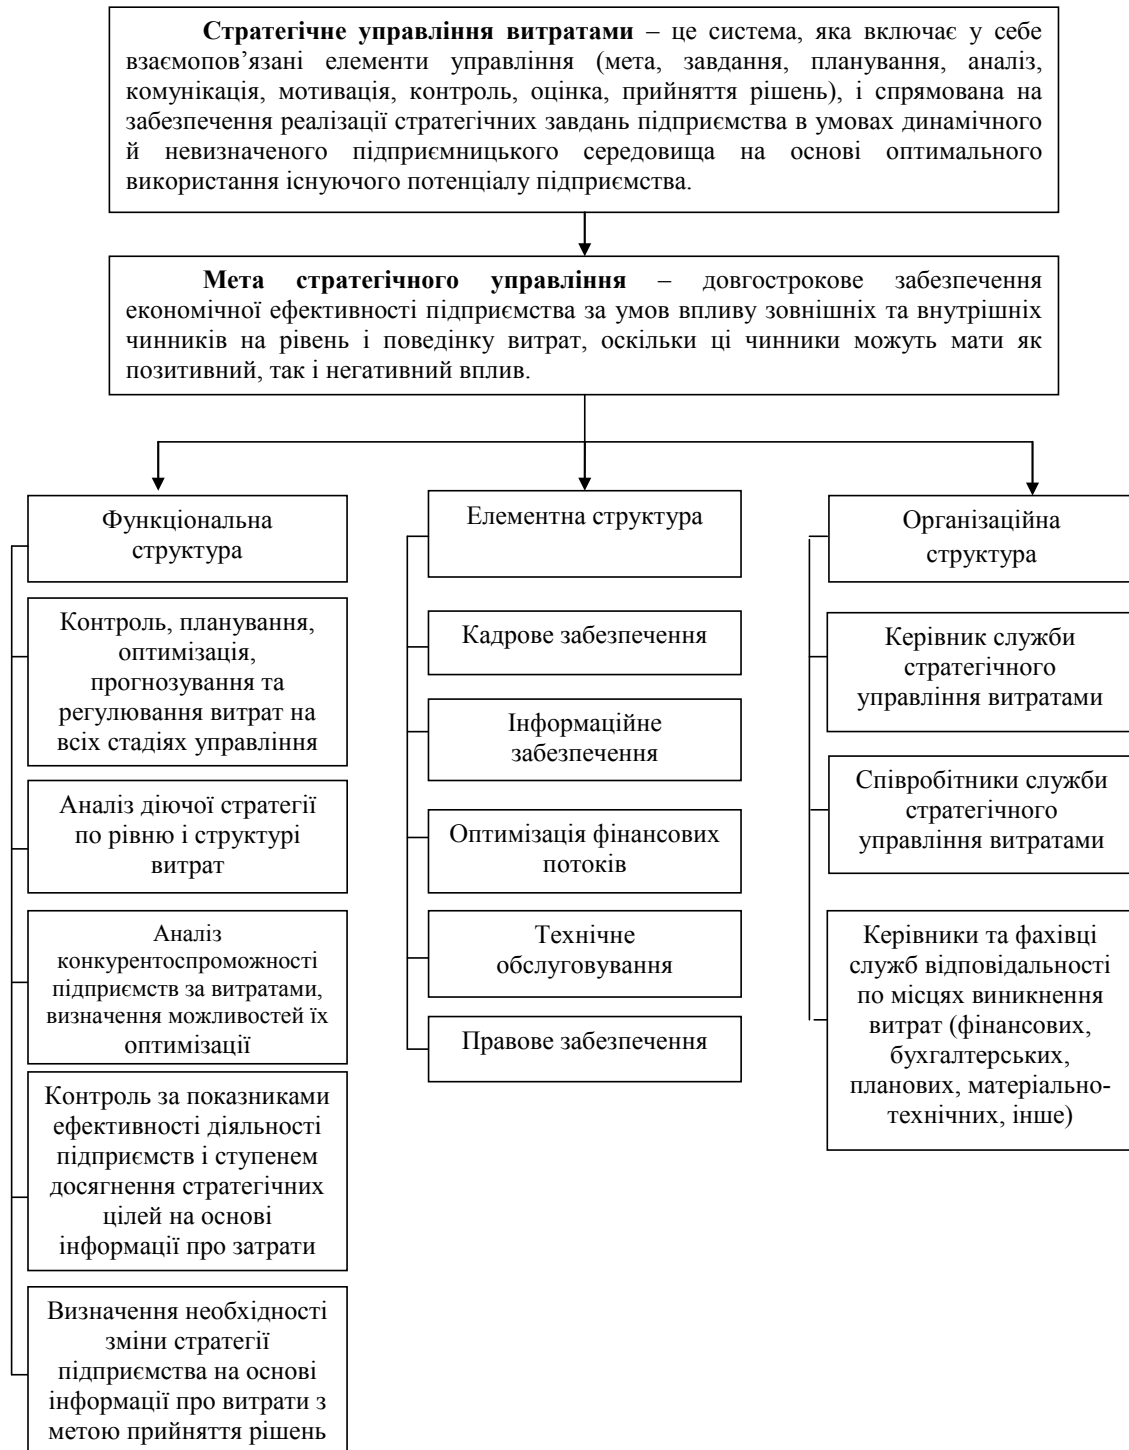 Стратегічне управління витратами – це система, яка включає у себе
взаємопов’язані елементи управління (мета, завдання, планування, аналіз,
комунікація, мотивація, контроль, оцінка, прийняття рішень), і спрямована на
забезпечення реалізації стратегічних завдань підприємства в умовах динамічного
й невизначеного підприємницького середовища на основі оптимального
використання існуючого потенціалу підприємства.
Мета стратегічного управління – довгострокове забезпечення
економічної ефективності підприємства за умов впливу зовнішніх та внутрішніх
чинників на рівень і поведінку витрат, оскільки ці чинники можуть мати як
позитивний, так і негативний вплив.
Функціональна
структура
Контроль, планування,
оптимізація,
прогнозування та
регулювання витрат на
всіх стадіях управління
Аналіз діючої стратегії
по рівню і структурі
витрат
Аналіз
конкурентоспроможності
підприємств за витратами,
визначення можливостей їх
оптимізації
Контроль за показниками
ефективності діяльності
підприємств і ступенем
досягнення стратегічних
цілей на основі
інформації про затрати
Визначення необхідності
зміни стратегії
підприємства на основі
інформації про витрати з
метою прийняття рішень
Елементна структура
Кадрове забезпечення
Інформаційне
забезпечення
Оптимізація фінансових
потоків
Технічне
обслуговування
Правове забезпечення
Організаційна
структура
Керівник служби
стратегічного
управління витратами
Співробітники служби
стратегічного
управління витратами
Керівники та фахівці
служб відповідальності
по місцях виникнення
витрат (фінансових,
бухгалтерських,
планових, матеріально-
технічних, інше)